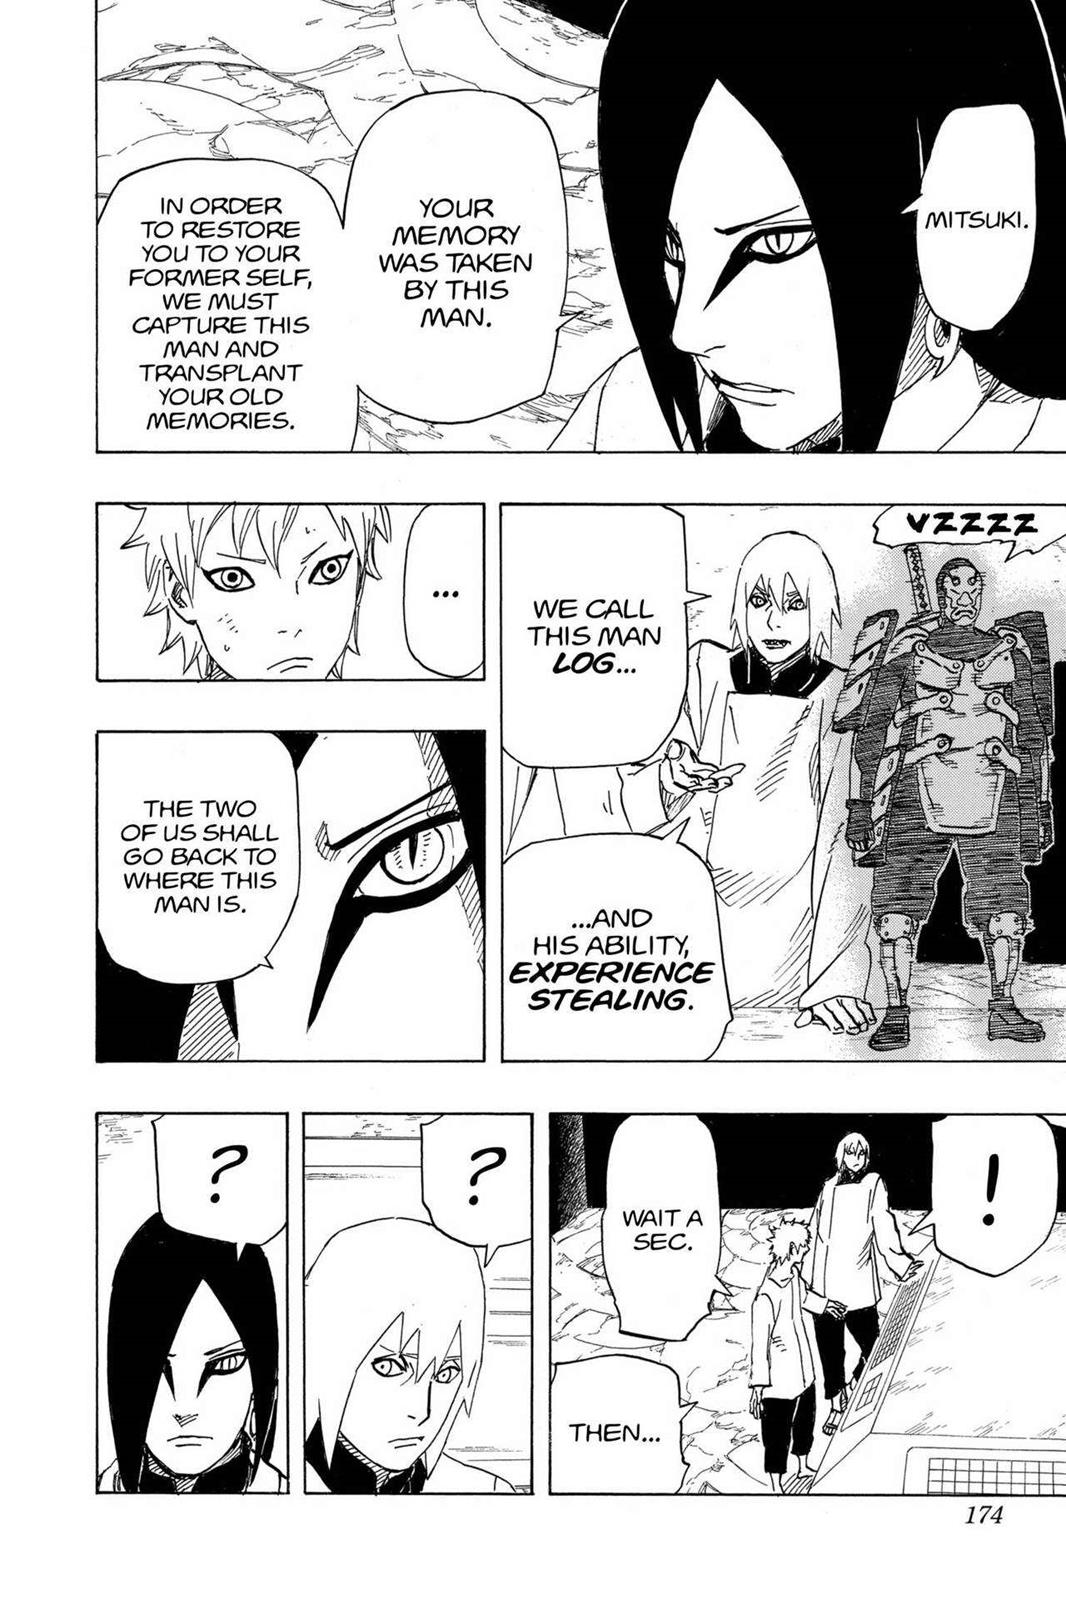 MITSUKI.
YOUR
MEMORY
WAS TAKEN
BY THIS
MAN.
IN ORDER
TO RESTORE
YOU TO YOUR
FORMER SELF,
WE MUST
CAPTURE THIS
MAN AND
TRANSPLANT
YOUR OLD
MEMORIES.
VZZZZ
WE CALL
THIS MAN
LOG...
...AND
HIS ABILITY,
EXPERIENCE
STEALING.
...
THE TWO
OF US SHALL
GO BACK TO
WHERE THIS
MAN IS.
!
WAIT A
SEC.
THEN...
?
?
174